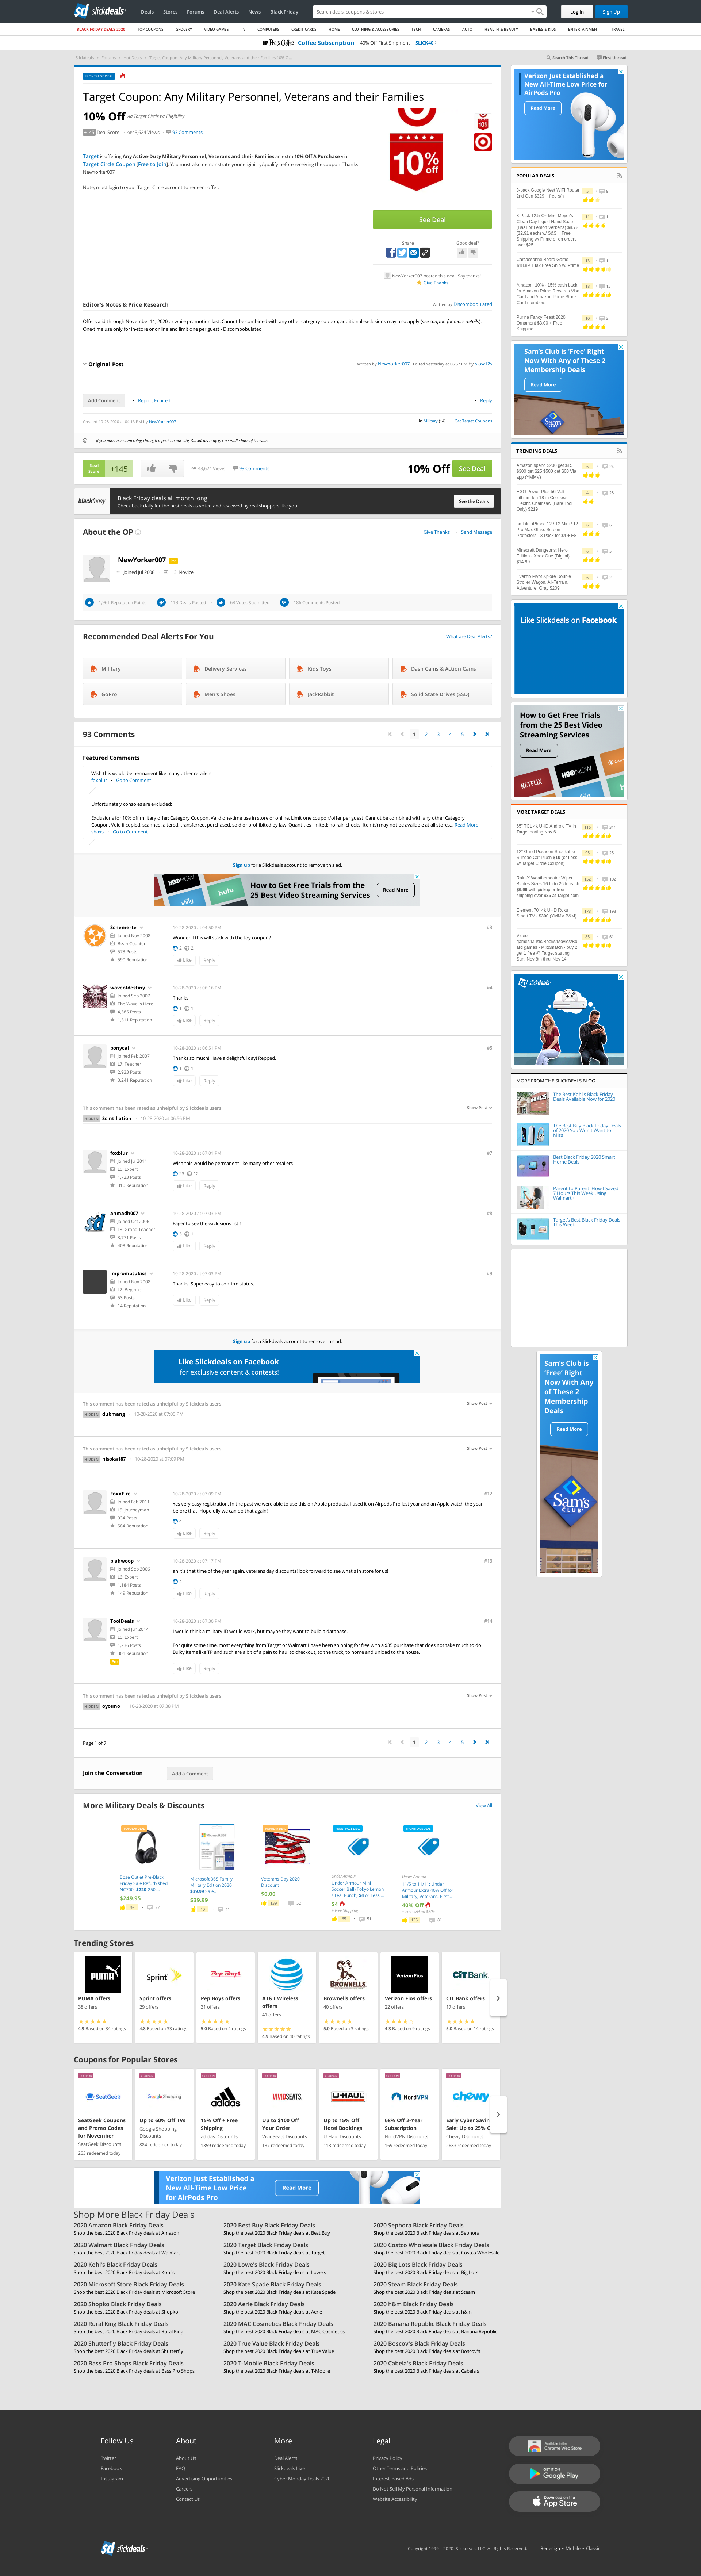 slickdeals
Deals
Stores
Forums
Deal Alerts
News
Black Friday
Search deals, coupons & stores
Log In
Sign Up
BLACK FRIDAY DEALS 2020
TOP COUPONS
GROCERY
VIDEO GAMES
TV
COMPUTERS
CREDIT CARDS
HOME
CLOTHING & ACCESSORIES
TECH
CAMERAS
AUTO
HEALTH & BEAUTY
BABIES & KIDS
ENTERTAINMENT
TRAVEL
Peet's Coffee Coffee Subscription 40% Off First Shipment SLICK40
Search This Thread
First Unread
FRONTPAGE DEAL
Target Coupon: Any Military Personnel, Veterans and their Families
10% Off via Target Circle w/ Eligibility
+145 Deal Score 43,624 Views 93 Comments
Target is offering Any Active-Duty Military Personnel, Veterans and their Families an extra 10% Off A Purchase via
Target Circle Coupon (Free to Join). You must also demonstrate your eligibility/qualify before receiving the coupon. Thanks
NewYorker007
Note, must login to your Target Circle account to redeem offer.
10% off
See Deal
Share
Good deal?
NewYorker007 posted this deal. Say thanks!
Give Thanks
Editor's Notes & Price Research
Written by Discombobulated
Offer valid through November 11, 2020 or while promotion last. Cannot be combined with any other category coupon; additional exclusions may also apply (see coupon for more details).
One-time use only for in-store or online and limit one per guest - Discombobulated
Original Post
Written by NewYorker007 Edited Yesterday at 06:57 PM by slow12s
Add Comment
Report Expired
Reply
Created 10-28-2020 at 04:13 PM by NewYorker007
in Military (14) Get Target Coupons
If you purchase something through a post on our site, Slickdeals may get a small share of the sale.
Deal Score +145
43,624 Views 93 Comments
10% Off See Deal
blackfriday
Black Friday deals all month long!
Check back daily for the best deals as voted and reviewed by real shoppers like you.
See the Deals
About the OP
Give Thanks
Send Message
NewYorker007 Pro
Joined Jul 2008 L3: Novice
1,961 Reputation Points 113 Deals Posted 69 Votes Submitted 186 Comments Posted
Recommended Deal Alerts For You
What are Deal Alerts?
Military
Delivery Services
Kids Toys
Dash Cams & Action Cams
GoPro
Men's Shoes
JackRabbit
Solid State Drives (SSD)
93 Comments
1 2 3 4 5
Featured Comments
Wish this would be permanent like many other retailers
foxblur Go to Comment
Unfortunately consoles are excluded:
Exclusions for 10% off military offer: Category Coupon. Valid one-time use in store or online. Limit one coupon/offer per guest. Cannot be combined with any other Category
Coupon. Void if copied, scanned, altered, transferred, purchased, sold or prohibited by law. Quantities limited; no rain checks. Item(s) may not be available at all stores... Read More
shaxs Go to Comment
Sign up for a Slickdeals account to remove this ad.
How to Get Free Trials from the 25 Best Video Streaming Services
Read More
Schemerte
10-28-2020 at 04:50 PM
#3
Joined Nov 2008
Bean Counter
573 Posts
590 Reputation
Wonder if this will stack with the toy coupon?
2 2
Like Reply
waveofdestiny
10-28-2020 at 06:16 PM
#4
Joined Sep 2007
The Wave is Here
4,585 Posts
1,511 Reputation
Thanks!
1 1
Like Reply
ponycal
10-28-2020 at 06:51 PM
#5
Joined Feb 2007
L7: Teacher
2,933 Posts
3,241 Reputation
Thanks so much! Have a delightful day! Repped.
1 1
Like Reply
This comment has been rated as unhelpful by Slickdeals users
Show Post
HIDDEN Scintillation 10-28-2020 at 06:56 PM
foxblur
10-28-2020 at 07:01 PM
#7
Joined Jul 2011
L6: Expert
1,723 Posts
319 Reputation
Wish this would be permanent like many other retailers
23 12
Like Reply
ahmadh007
10-28-2020 at 07:03 PM
#8
Joined Oct 2006
L8: Grand Teacher
3,771 Posts
403 Reputation
Eager to see the exclusions list !
5 1
Like Reply
impromptukiss
10-28-2020 at 07:03 PM
#9
Joined Nov 2008
L2: Beginner
53 Posts
14 Reputation
Thanks! Super easy to confirm status.
Like Reply
Sign up for a Slickdeals account to remove this ad.
Like Slickdeals on Facebook
for exclusive content & contests!
This comment has been rated as unhelpful by Slickdeals users
Show Post
HIDDEN dubmang 10-28-2020 at 07:05 PM
This comment has been rated as unhelpful by Slickdeals users
Show Post
HIDDEN hisoka187 10-28-2020 at 07:09 PM
Foxxfire
10-28-2020 at 07:09 PM
#12
Joined Feb 2011
L5: Journeyman
934 Posts
584 Reputation
Yes very easy registration. In the past we were able to use this on Apple products. I used it on Airpods Pro last year and an Apple watch the year
before that. Hopefully we can do that again!
4
Like Reply
blahwoop
10-28-2020 at 07:17 PM
#13
Joined Sep 2006
L6: Expert
1,184 Posts
149 Reputation
ah it's that time of the year again. veterans day discounts! look forward to see what's in store for us!
4
Like Reply
ToolDeals
10-28-2020 at 07:30 PM
#14
Joined Jun 2014
L6: Expert
1,236 Posts
301 Reputation
Pro
I would think a military ID would work, but maybe they want to build a database.
For quite some time, most everything from Target or Walmart I have been shipping for free with a $35 purchase that does not take much to do.
Bulky items like TP and such are a bit of a pain to haul to checkout, to the truck, to home and unload to the house.
Like Reply
This comment has been rated as unhelpful by Slickdeals users
Show Post
HIDDEN oyouno 10-28-2020 at 07:38 PM
Page 1 of 7
1 2 3 4 5
Join the Conversation
Add a Comment
More Military Deals & Discounts
View All
Bose Outlet Pre-Black Friday Sale Refurbished NC700=$220-250,...
$249.95
Microsoft 365 Family Military Edition 2020 $39.99 Sale...
$39.99
Veterans Day 2020 Discount
$0.00
Under Armour
Under Armour Men Soccer Ball (Tokyo Lemon / Teal Punch) $4 or Less ...
$4
+ Free Shipping
Under Armour
11/5 to 11/11: Under Armour Extra 40% Off for Military, Veterans, First...
40% Off
Trending Stores
PUMA offers
38 offers
4.9 Based on 34 ratings
Sprint offers
29 offers
4.8 Based on 33 ratings
Pep Boys offers
31 offers
5.0 Based on 4 ratings
AT&T Wireless offers
41 offers
4.9 Based on 40 ratings
Brownells offers
40 offers
5.0 Based on 3 ratings
Verizon Fios offers
22 offers
4.3 Based on 9 ratings
CIT Bank offers
17 offers
5.0 Based on 14 ratings
Coupons for Popular Stores
SeatGeek Coupons and Promo Codes for November
SeatGeek Discounts
253 redeemed today
Up to 60% Off TVs
Google Shopping Discounts
884 redeemed today
15% Off + Free Shipping
adidas Discounts
1359 redeemed today
Up to $100 Off Your Order
VividSeats Discounts
137 redeemed today
Up to 15% Off Hotel Bookings
U-Haul Discounts
113 redeemed today
68% Off 2-Year Subscription
NordVPN Discounts
169 redeemed today
Early Cyber Savings Sale: Up to 25% O
Chewy Discounts
2683 redeemed today
Verizon Just Established a New All-Time Low Price for AirPods Pro
Read More
Shop More Black Friday Deals
2020 Amazon Black Friday Deals
Shop the best 2020 Black Friday deals at Amazon
2020 Best Buy Black Friday Deals
Shop the best 2020 Black Friday deals at Best Buy
2020 Sephora Black Friday Deals
Shop the best 2020 Black Friday deals at Sephora
2020 Walmart Black Friday Deals
Shop the best 2020 Black Friday deals at Walmart
2020 Target Black Friday Deals
Shop the best 2020 Black Friday deals at Target
2020 Costco Wholesale Black Friday Deals
Shop the best 2020 Black Friday deals at Costco Wholesale
2020 Kohl's Black Friday Deals
Shop the best 2020 Black Friday deals at Kohl's
2020 Lowe's Black Friday Deals
Shop the best 2020 Black Friday deals at Lowe's
2020 Big Lots Black Friday Deals
Shop the best 2020 Black Friday deals at Big Lots
2020 Microsoft Store Black Friday Deals
Shop the best 2020 Black Friday deals at Microsoft Store
2020 Kate Spade Black Friday Deals
Shop the best 2020 Black Friday deals at Kate Spade
2020 Steam Black Friday Deals
Shop the best 2020 Black Friday deals at Steam
2020 Shopko Black Friday Deals
Shop the best 2020 Black Friday deals at Shopko
2020 Aerie Black Friday Deals
Shop the best 2020 Black Friday deals at Aerie
2020 h&m Black Friday Deals
Shop the best 2020 Black Friday deals at h&m
2020 Rural King Black Friday Deals
Shop the best 2020 Black Friday deals at Rural King
2020 MAC Cosmetics Black Friday Deals
Shop the best 2020 Black Friday deals at MAC Cosmetics
2020 Banana Republic Black Friday Deals
Shop the best 2020 Black Friday deals at Banana Republic
2020 Shutterfly Black Friday Deals
Shop the best 2020 Black Friday deals at Shutterfly
2020 True Value Black Friday Deals
Shop the best 2020 Black Friday deals at True Value
2020 Boscov's Black Friday Deals
Shop the best 2020 Black Friday deals at Boscov's
2020 Bass Pro Shops Black Friday Deals
Shop the best 2020 Black Friday deals at Bass Pro Shops
2020 T-Mobile Black Friday Deals
Shop the best 2020 Black Friday deals at T-Mobile
2020 Cabela's Black Friday Deals
Shop the best 2020 Black Friday deals at Cabela's
Verizon Just Established a New All-Time Low Price for AirPods Pro
Read More
POPULAR DEALS
3-pack Google Nest WiFi Router 2nd Gen $329 + free s/h
3-Pack 12.5-Oz Mrs. Meyer's Clean Day Liquid Hand Soap (Basil or Lemon Verbena) $8.72 ($2.91 each) w/ S&S + Free Shipping w/ Prime or on orders over $25
Carcassonne Board Game $18.89 + tax Free Ship w/ Prime
Amazon: 10% - 15% cash back for Amazon Prime Rewards Visa Card and Amazon Prime Store Card members
Puma Fancy Feast 2020 Ornament $3.00 + Free Shipping
Sam's Club is 'Free' Right Now With Any of These 2 Membership Deals
Read More
TRENDING DEALS
Amazon spend $200 get $15 $300 get $25 $500 get $60 Via app (YMMV)
EGO Power Plus 56-Volt Lithium Ion 18-in Cordless Electric Chainsaw (Bare Tool Only) $219
amFilm iPhone 12 / 12 Mini / 12 Pro Max Glass Screen Protectors - 3 Pack for $4 + FS
Minecraft Dungeons: Hero Edition - Xbox One (Digital) $14.99
Evenflo Pivot Xplore Double Stroller Wagon, All-Terrain, Adventurer Gray $209
Like Slickdeals on Facebook
How to Get Free Trials from the 25 Best Video Streaming Services
Read More
MORE TARGET DEALS
65" TCL 4k UHD Android TV in Target starting Nov 6
12" Gund Pusheen Snackable Sundae Cat Plush $10 (or Less w/ Target Circle Coupon)
Rain-X Weatherbeater Wiper Blades Sizes 16 in to 26 in each $6.99 with pickup or free shipping over $35 at Target.com
Element 70" 4k UHD Roku Smart TV - $300 (YMMV B&M)
Video games/Music/Books/Movies/Board games - Mix&match - buy 2 get 1 free @ Target starting Sun, Nov 8th thru' Nov 14
slickdeals
MORE FROM THE SLICKDEALS BLOG
The Best Kohl's Black Friday Deals Available Now for 2020
The Best Buy Black Friday Deals of 2020 You Won't Want to Miss
Best Black Friday 2020 Smart Home Deals
Parent to Parent: How I Saved 7 Hours This Week Using Walmart+
Target's Best Black Friday Deals This Week
Sam's Club is 'Free' Right Now With Any of These 2 Membership Deals
Read More
Sam's Club
Follow Us
Twitter
Facebook
Instagram
About
About Us
FAQ
Advertising Opportunities
Careers
Contact Us
More
Deal Alerts
Slickdeals Live
Cyber Monday Deals 2020
Legal
Privacy Policy
Other Terms and Policies
Interest-Based Ads
Do Not Sell My Personal Information
Website Accessibility
Available in the Chrome Web Store
GET IT ON Google Play
Download on the App Store
slickdeals
Copyright 1999 - 2020. Slickdeals, LLC. All Rights Reserved.
Redesign • Mobile • Classic